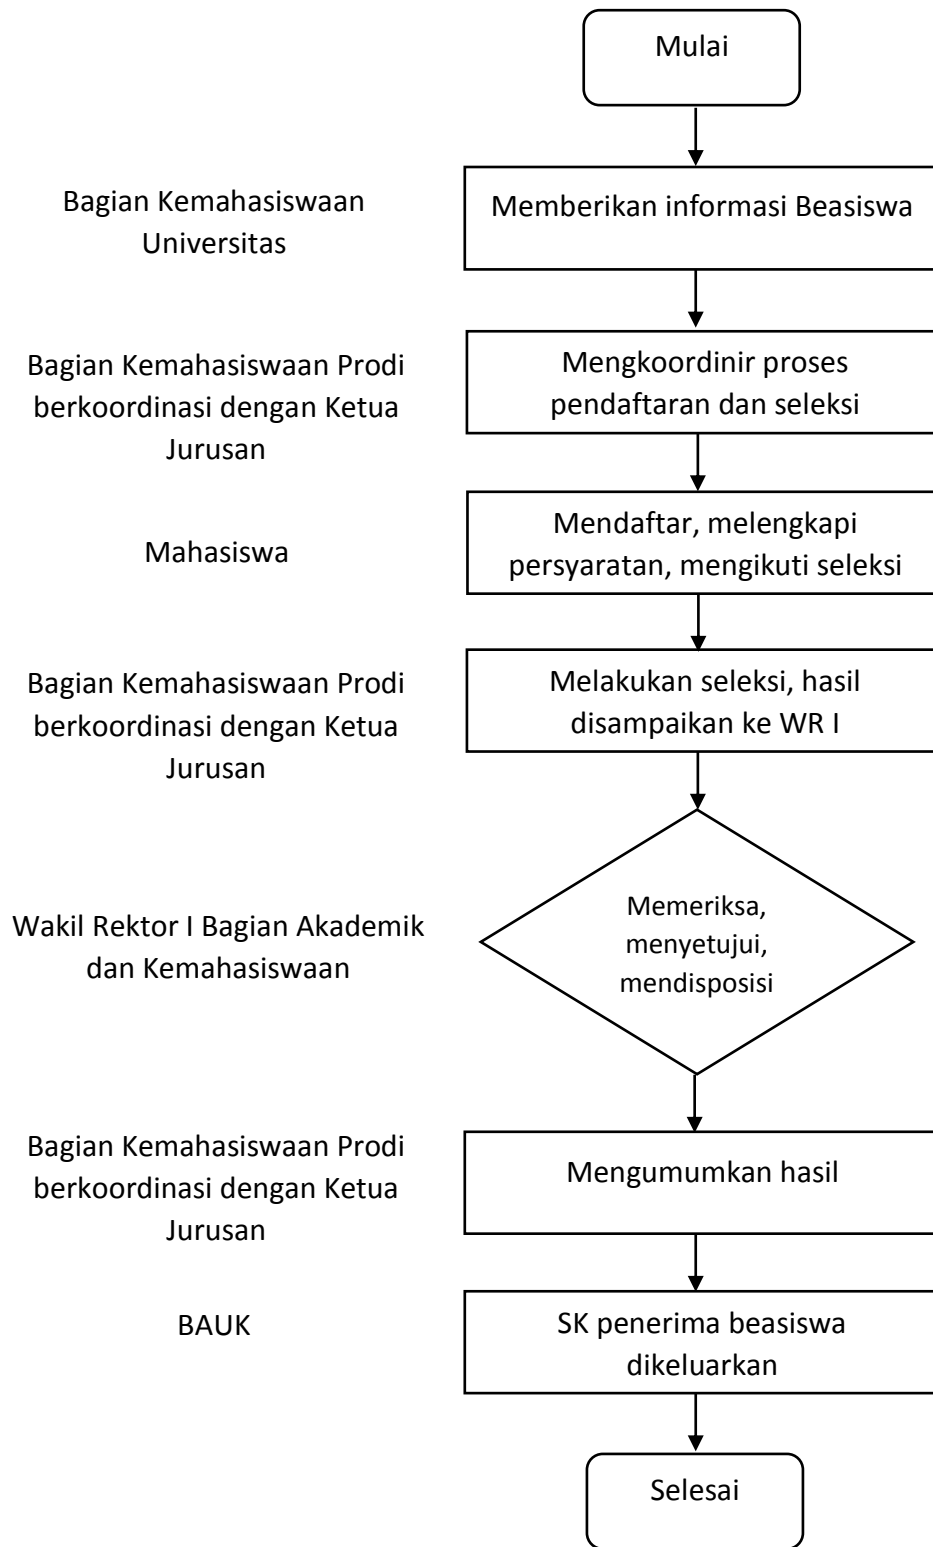 Mulai
Bagian Kemahasiswaan
Universitas
Memberikan informasi Beasiswa
Bagian Kemahasiswaan Prodi
berkoordinasi dengan Ketua
Jurusan
Mengkoordinir proses
pendaftaran dan seleksi
Mahasiswa
Mendaftar, melengkapi
persyaratan, mengikuti seleksi
Bagian Kemahasiswaan Prodi
berkoordinasi dengan Ketua
Jurusan
Melakukan seleksi, hasil
disampaikan ke WR I
Wakil Rektor I Bagian Akademik
dan Kemahasiswaan
Memeriksa,
menyetujui,
mendisposisi
Bagian Kemahasiswaan Prodi
berkoordinasi dengan Ketua
Jurusan
Mengumumkan hasil
BAUK
SK penerima beasiswa
dikeluarkan
Selesai